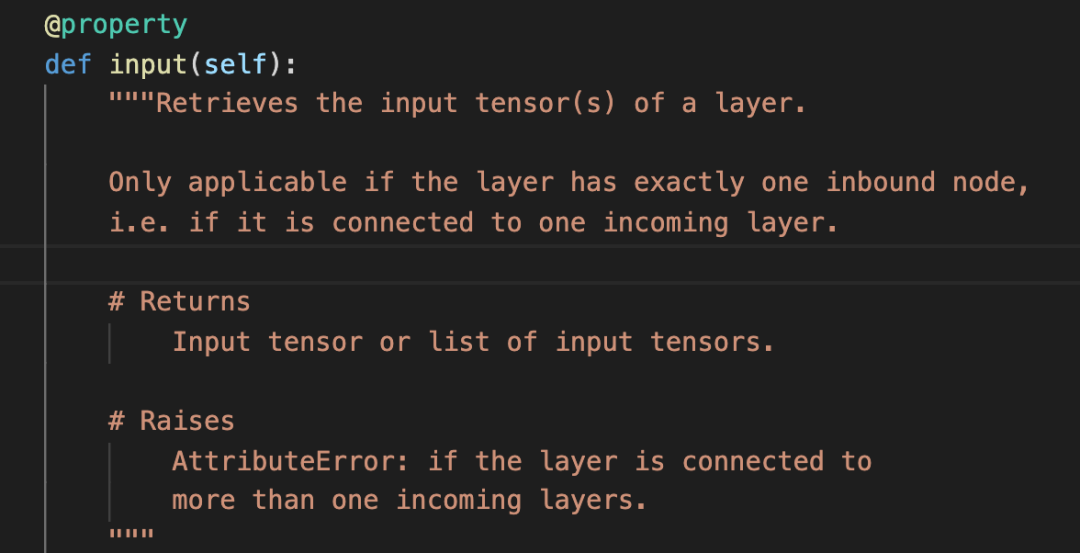 @property
def input(self):
"""Retrieves the input tensor(s) of a layer.
Only applicable if the layer has exactly one inbound node,
i.e. if it is connected to one incoming layer.
# Returns
Input tensor or list of input tensors.
# Raises
AttributeError: if the layer is connected to
more than one incoming layers.
"""